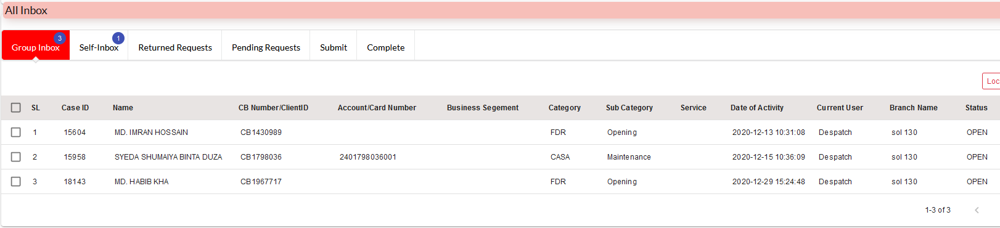 All Inbox
3 1
Group Inbox Self-Inbox Returned Requests Pending Requests Submit Complete
Loc
SL Case ID Name CB Number/ClientID Account/Card Number Business Segement Category Sub Category Service Date of Activity Current User Branch Name Status
1 15604 MD. IMRAN HOSSAIN CB1430989 FDR Opening 2020-12-13 10:31:08 Despatch sol 130 OPEN
2 15958 SYEDA SHUMAIYA BINTA DUZA CB1798036 2401798036001 CASA Maintenance 2020-12-15 10:36:09 Despatch sol 130 OPEN
3 18143 MD. HABIB KHA CB1967717 FDR Opening 2020-12-29 15:24:48 Despatch sol 130 OPEN
1-3 of 3